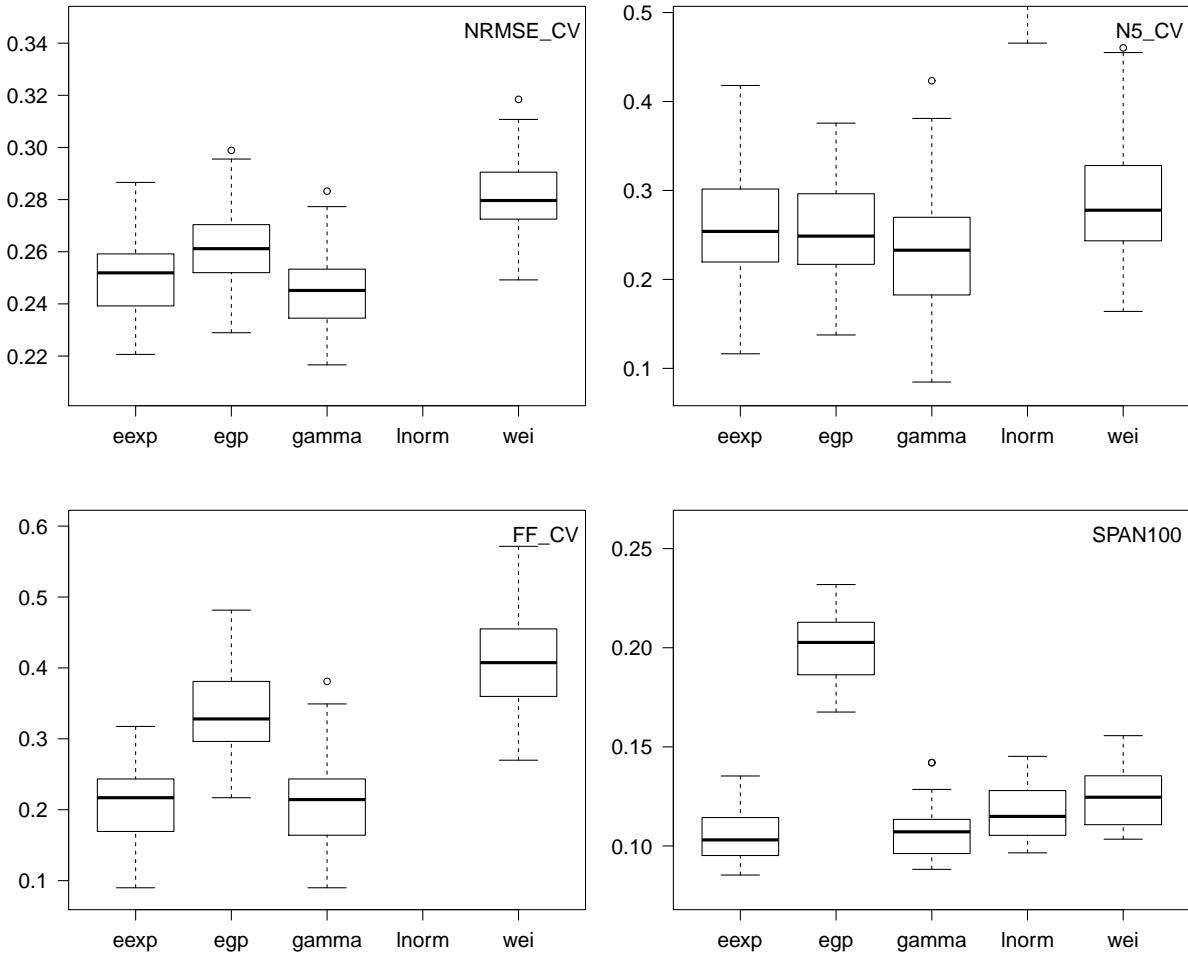 NRMSE_CV
0.34
0.32
0.30
0.28
0.26
0.24
0.22
eexp egp gamma lnorm wei
N5_CV
0.5
0.4
0.3
0.2
0.1
eexp egp gamma lnorm wei
FF_CV
0.6
0.5
0.4
0.3
0.2
0.1
eexp egp gamma lnorm wei
SPAN100
0.25
0.20
0.15
0.10
eexp egp gamma lnorm wei